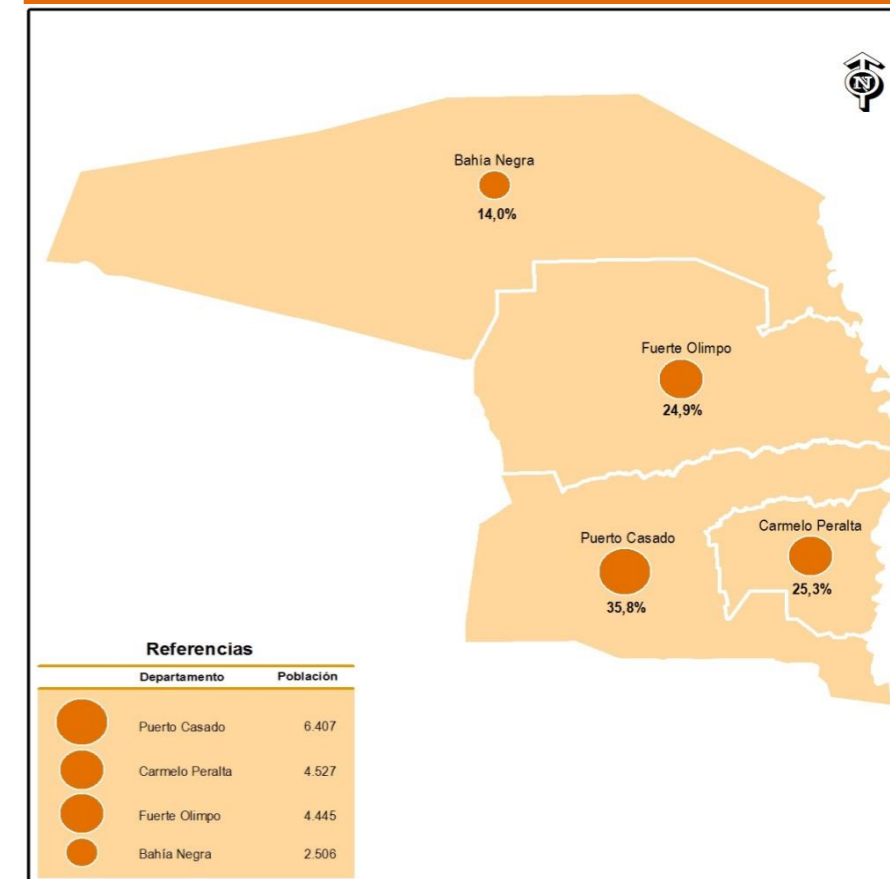 N
Bahía Negra
14,0%
Fuerte Olimpo
24,9%
Puerto Casado
35,8%
Carmelo Peralta
25,3%
Referencias
Departamento Población
Puerto Casado 6.407
Carmelo Peralta 4.527
Fuerte Olimpo 4.445
Bahía Negra 2.506